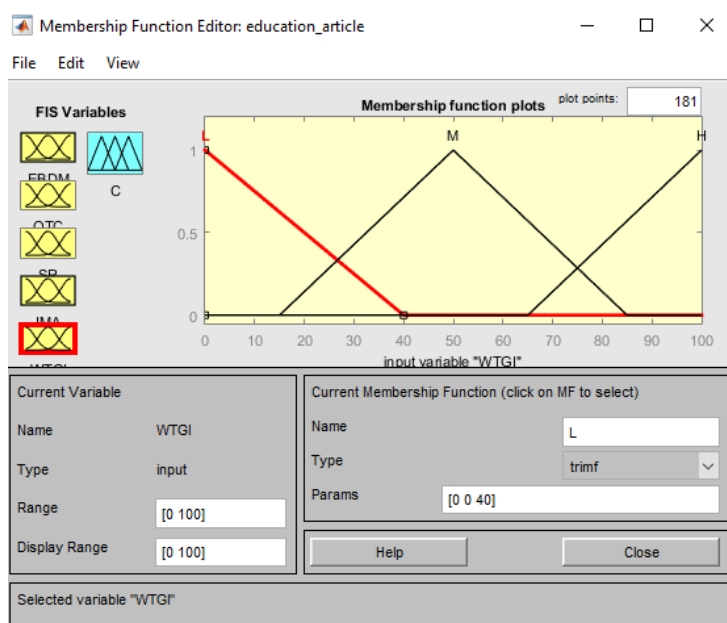 Membership Function Editor: education_article
File Edit View
FIS Variables
Membership function plots
plot points:
181
C
SR
IMA
WTGI
L
M
H
1
0.5
0
0 10 20 30 40 50 60 70 80 90 100
input variable "WTGI"
Current Variable
Name WTGI
Type input
Range [0 100]
Display Range [0 100]
Current Membership Function (click on MF to select)
Name L
Type trimf
Params [0 0 40]
Help Close
Selected variable "WTGI"